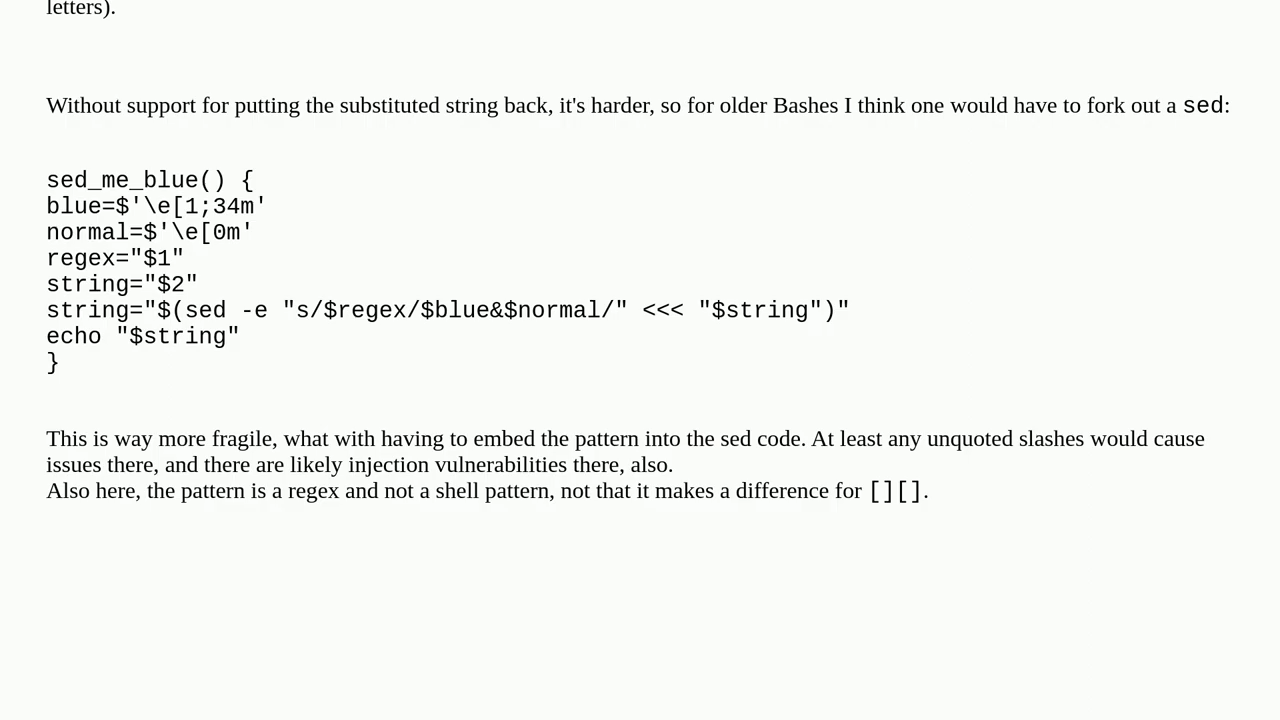 letters).
Without support for putting the substituted string back, it's harder, so for older Bashes I think one would have to fork out a sed:
sed_me_blue() {
blue=$'\e[1;34m'
normal=$'\e[0m'
regex="$1"
string="$2"
string="$(sed -e "s/$regex/$blue&$normal/" <<< "$string")"
echo "$string"
}
This is way more fragile, what with having to embed the pattern into the sed code. At least any unquoted slashes would cause
issues there, and there are likely injection vulnerabilities there, also.
Also here, the pattern is a regex and not a shell pattern, not that it makes a difference for [][].